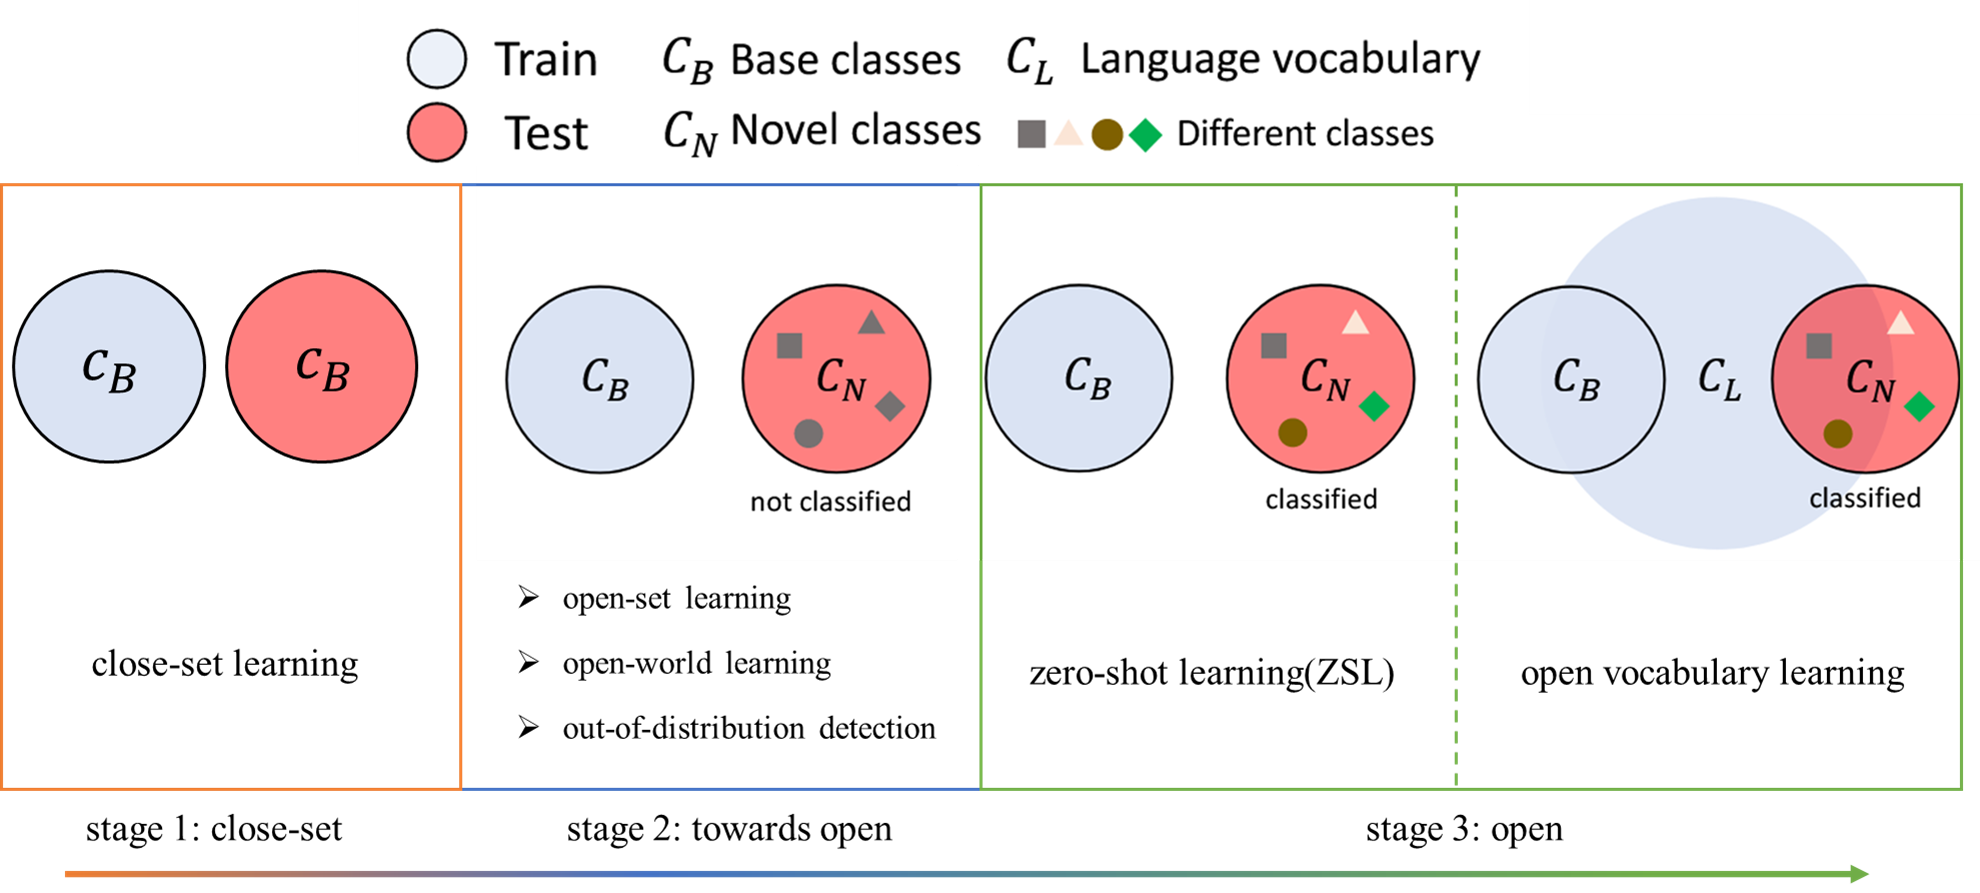 Train C_B Base classes C_L Language vocabulary
Test C_N Novel classes Different classes
C_B C_B
C_B C_N
not classified
➢ open-set learning
➢ open-world learning
➢ out-of-distribution detection
C_B C_N
classified
C_B C_L C_N
classified
close-set learning
zero-shot learning(ZSL)
open vocabulary learning
stage 1: close-set
stage 2: towards open
stage 3: open